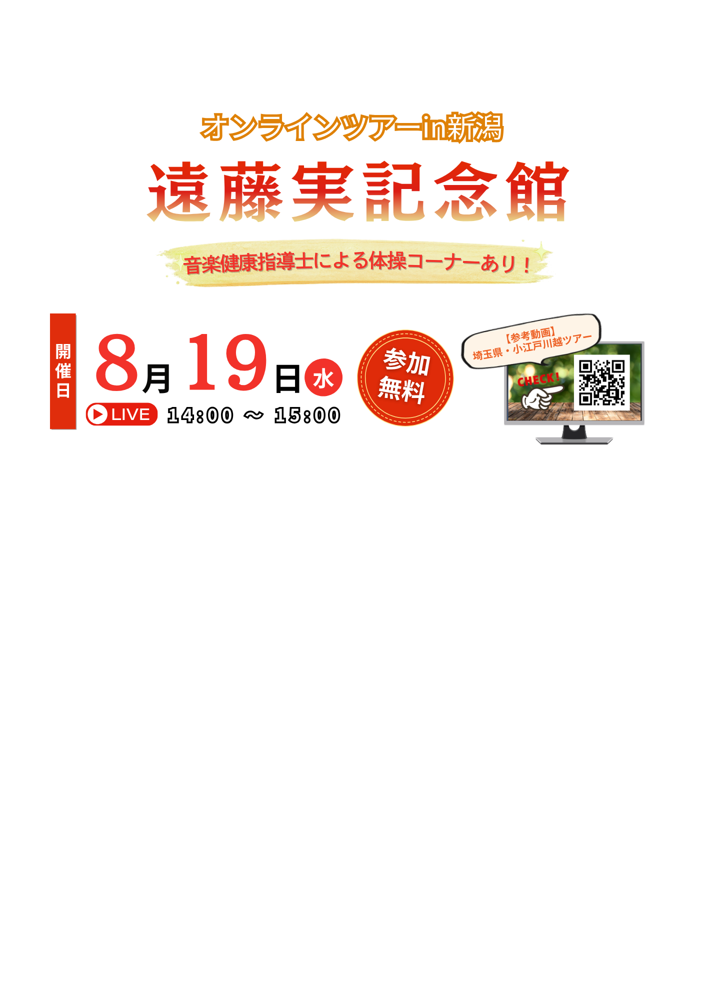 オンラインツアーin新潟
遠藤実記念館
音楽健康指導士による体操コーナーあり！
開催日
8月19日水
LIVE 14:00 〜 15:00
参加
無料
【参考動画】
埼玉県・小江戸川越ツアー
CHECK!